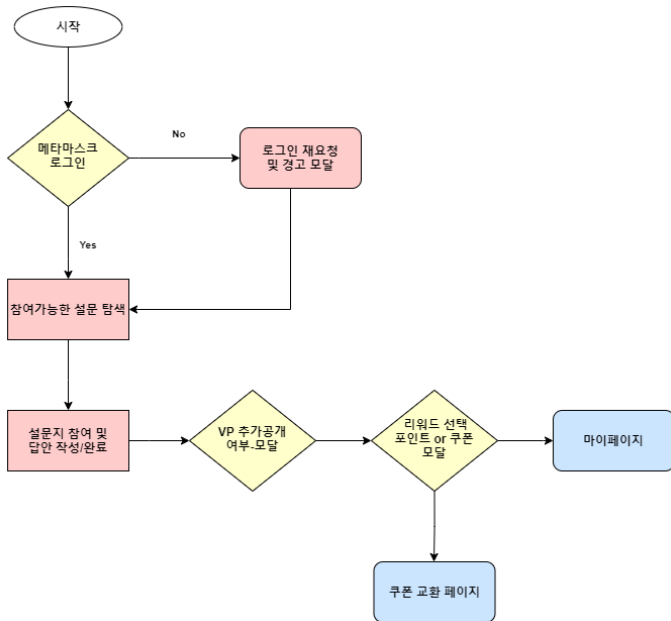 시작
메타마스크
로그인
No
로그인 재요청
및 경고 모달
Yes
참여가능한 설문 탐색
설문지 참여 및
답안 작성/완료
VP 추가공개
여부-모달
리워드 선택
포인트 or 쿠폰
모달
마이페이지
쿠폰 교환 페이지